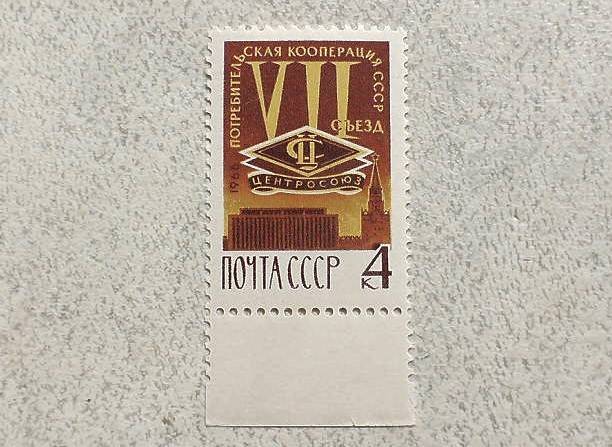 ПОТРЕБИТЕЛЬСКАЯ КООПЕРАЦИЯ СССР
VII
СЪЕЗД
1966
ЦС
ЦЕНТРОСОЮЗ
ПОЧТА СССР
4
К